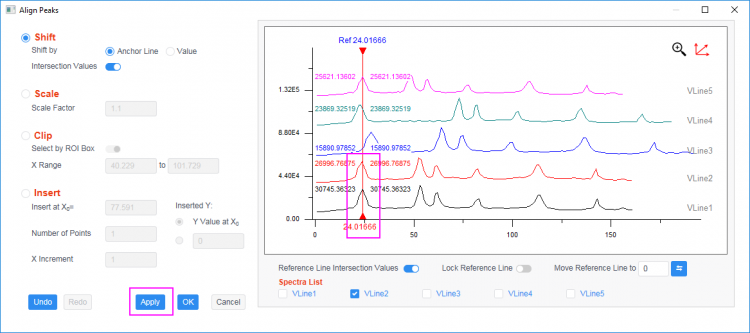 Align Peaks
Shift
Shift by Anchor Line Value
Intersection Values
Scale
Scale Factor 1.1
Clip
Select by ROI Box
X Range 40.229 to 101.729
Insert
Insert at X0= 77.591 Inserted Y:
Y Value at X0
Number of Points 1 0
X Increment 1
Undo Redo Apply OK Cancel
Ref 24.01666
1.32E5
8.80E4
4.40E4
0.00
25621.13602 25621.13602 VLine5
23869.32519 23869.32519 VLine4
15890.97852 15890.97852 VLine3
26996.76875 26996.76875 VLine2
30745.36323 30745.36323 VLine1
0 50 100 150
24.01666
Reference Line Intersection Values Lock Reference Line Move Reference Line to 0
Spectra List
VLine1 VLine2 VLine3 VLine4 VLine5